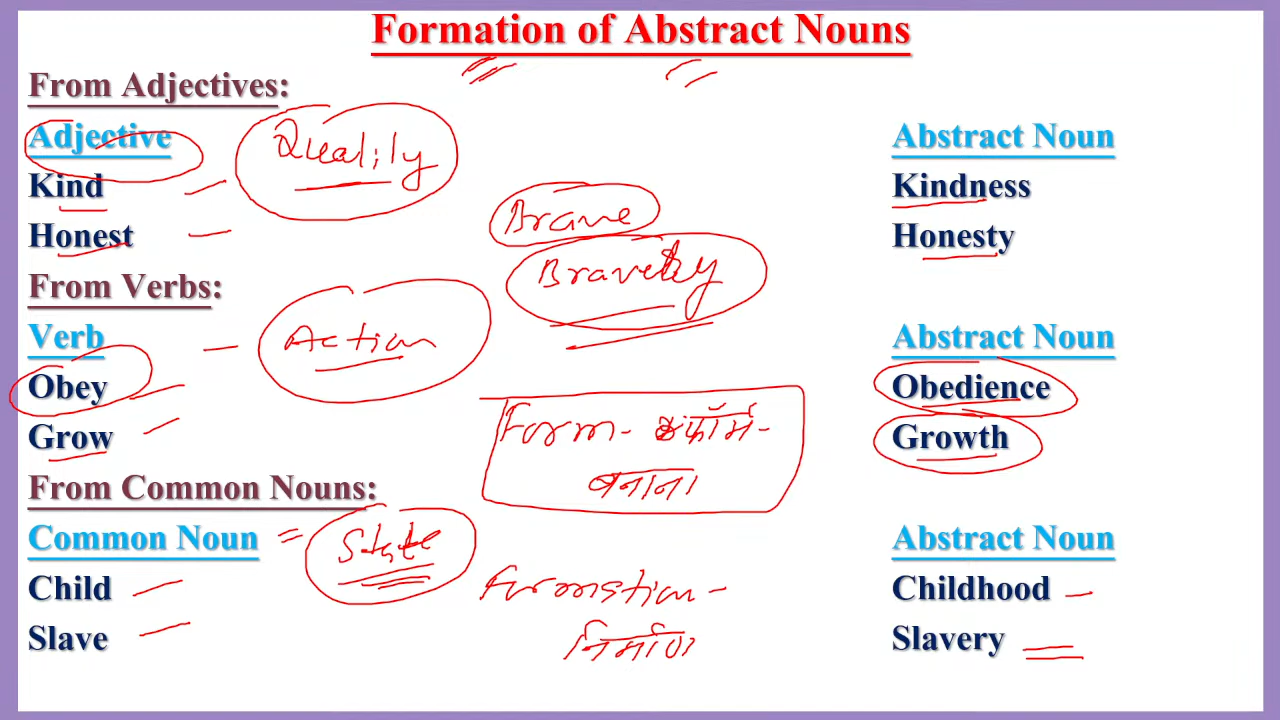 Formation of Abstract Nouns
From Adjectives:
Adjective Quality Abstract Noun
Kind Kindness
Brave
Honest Honesty
Bravery
From Verbs:
Verb Action Abstract Noun
Obey Obedience
Form - फॉर्म -
Grow Growth
बनाना
From Common Nouns:
Common Noun = State Abstract Noun
Child Formation - Childhood
Slave निर्माण Slavery